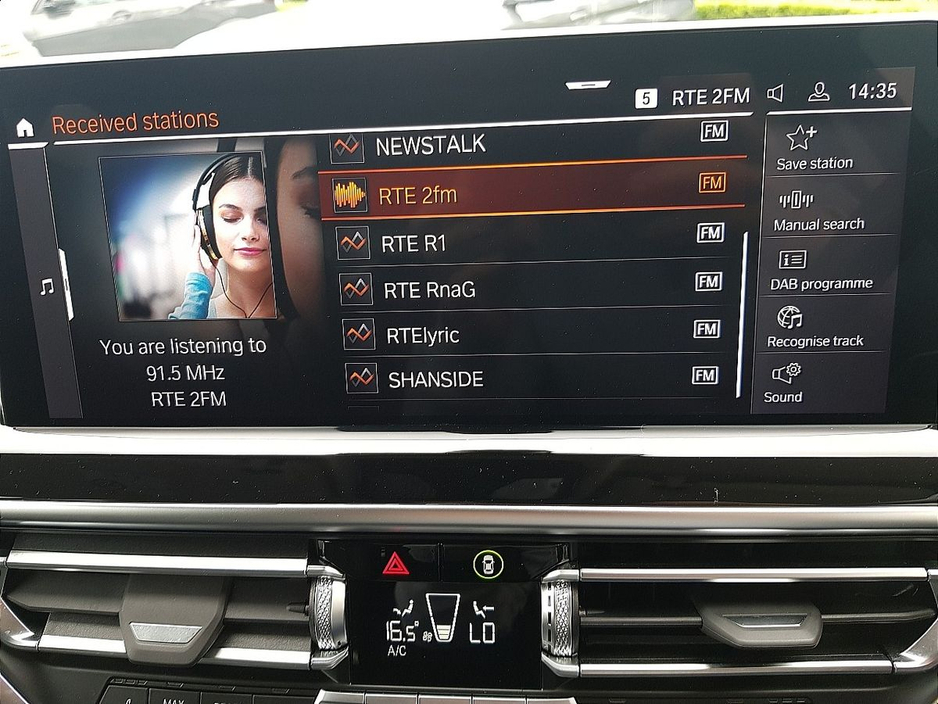 Received stations
5 RTE 2FM 14:35
NEWSTALK FM
RTE 2fm FM
RTE R1 FM
RTE RnaG FM
RTElyric FM
SHANSIDE FM
You are listening to
91.5 MHz
RTE 2FM
Save station
Manual search
DAB programme
Recognise track
Sound
16.5° LO
A/C
MAX